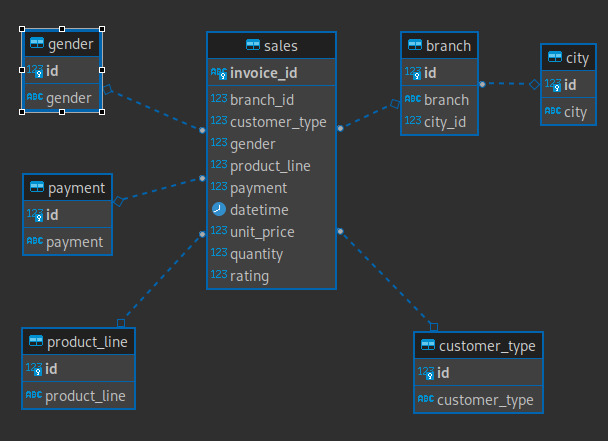 gender
123 id
ABC gender
sales
ABC invoice_id
123 branch_id
123 customer_type
123 gender
123 product_line
123 payment
datetime
123 unit_price
123 quantity
123 rating
branch
123 id
ABC branch
123 city_id
city
123 id
ABC city
payment
123 id
ABC payment
product_line
123 id
ABC product_line
customer_type
123 id
ABC customer_type